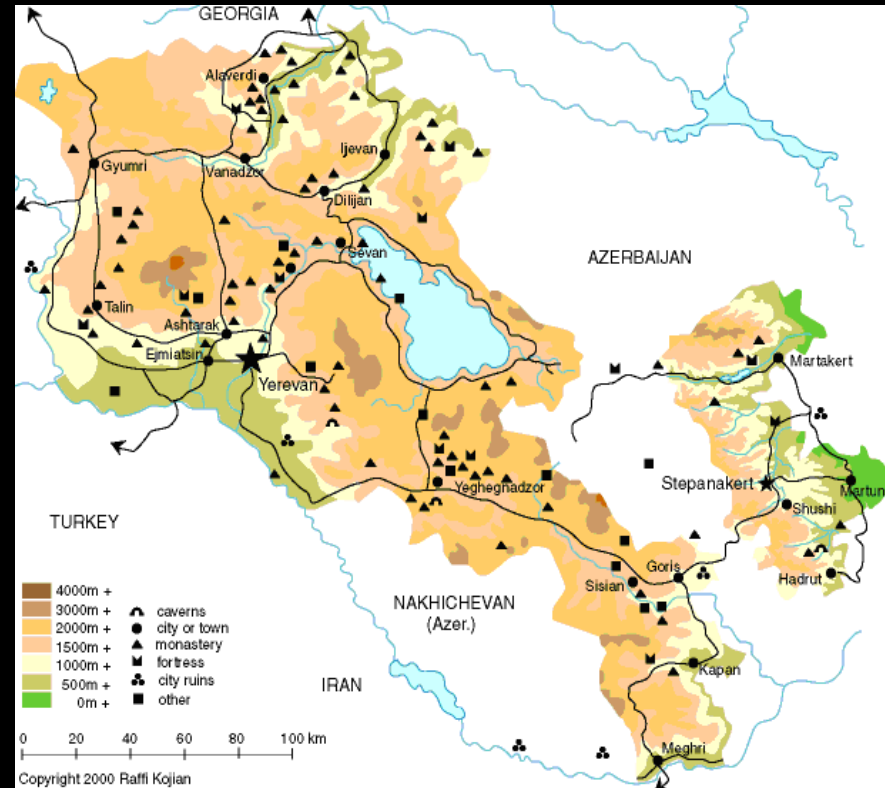 GEORGIA
Alaverdi
Ijevan
Gyumri
Vanadzor
Dilijan
AZERBAIJAN
Sevan
Talin
Ashtarak
Ejmiatsin
Yerevan
Martakert
Stepanakert
Martun
Yeghegnadzor
Shushi
TURKEY
Goris
Hadrut
Sisian
NAKHICHEVAN
(Azer.)
Kapan
IRAN
Meghri
4000m +
3000m +
2000m +
1500m +
1000m +
500m +
0m +
caverns
city or town
monastery
fortress
city ruins
other
0 20 40 60 80 100 km
Copyright 2000 Raffi Kojian